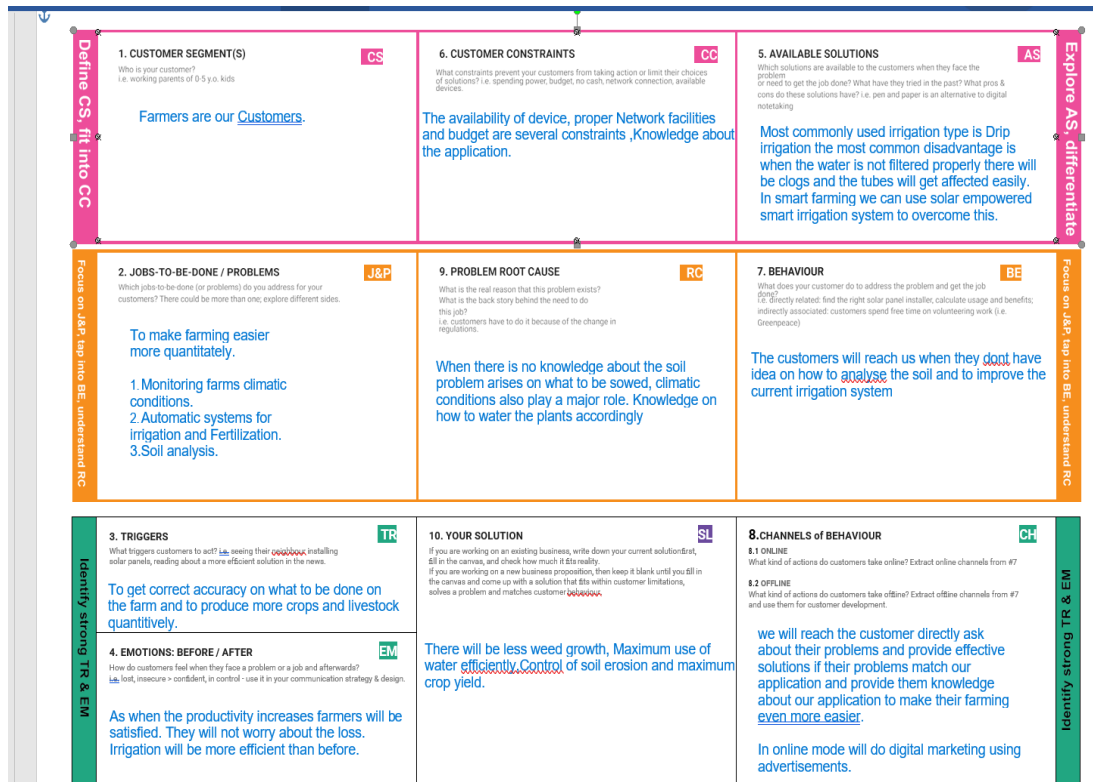 Define CS, fit into CC
1. CUSTOMER SEGMENT(S)
CS
Who is your customer?
i.e. working parents of 0-5 y.o. kids
Farmers are our Customers.
6. CUSTOMER CONSTRAINTS
CC
What constraints prevent your customers from taking action or limit their choices
of solutions? i.e. spending power, budget, no cash, network connection, available
devices.
The availability of device, proper Network facilities
and budget are several constraints ,Knowledge about
the application.
5. AVAILABLE SOLUTIONS
AS
Which solutions are available to the customers when they face the
problem
or need to get the job done? What have they tried in the past? What pros &
cons do these solutions have? i.e. pen and paper is an alternative to digital
notetaking
Most commonly used irrigation type is Drip
irrigation the most common disadvantage is
when the water is not filtered properly there will
be clogs and the tubes will get affected easily.
In smart farming we can use solar empowered
smart irrigation system to overcome this.
Explore AS, differentiate
Focus on J&P, tap into BE, understand RC
2. JOBS-TO-BE-DONE / PROBLEMS
J&P
Which jobs-to-be-done (or problems) do you address for your
customers? There could be more than one; explore different sides.
To make farming easier
more quantitately.
1.Monitoring farms climatic
conditions.
2.Automatic systems for
irrigation and Fertilization.
3.Soil analysis.
9. PROBLEM ROOT CAUSE
RC
What is the real reason that this problem exists?
What is the back story behind the need to do
this job?
i.e. customers have to do it because of the change in
regulations.
When there is no knowledge about the soil
problem arises on what to be sowed, climatic
conditions also play a major role. Knowledge on
how to water the plants accordingly
7. BEHAVIOUR
BE
What does your customer do to address the problem and get the job
done?
i.e. directly related: find the right solar panel installer, calculate usage and benefits;
indirectly associated: customers spend free time on volunteering work (i.e.
Greenpeace)
The customers will reach us when they dont have
idea on how to analyse the soil and to improve the
current irrigation system
Focus on J&P, tap into BE, understand RC
Identify strong TR & EM
3. TRIGGERS
TR
What triggers customers to act? i.e. seeing their neighbour installing
solar panels, reading about a more efficient solution in the news.
To get correct accuracy on what to be done on
the farm and to produce more crops and livestock
quantitively.
4. EMOTIONS: BEFORE / AFTER
EM
How do customers feel when they face a problem or a job and afterwards?
i.e. lost, insecure > confident, in control - use it in your communication strategy & design.
As when the productivity increases farmers will be
satisfied. They will not worry about the loss.
Irrigation will be more efficient than before.
10. YOUR SOLUTION
SL
If you are working on an existing business, write down your current solution first,
fill in the canvas, and check how much it fits reality.
If you are working on a new business proposition, then keep it blank until you fill in
the canvas and come up with a solution that fits within customer limitations,
solves a problem and matches customer behaviour.
There will be less weed growth, Maximum use of
water efficiently,Control of soil erosion and maximum
crop yield.
8.CHANNELS of BEHAVIOUR
CH
8.1 ONLINE
What kind of actions do customers take online? Extract online channels from #7
8.2 OFFLINE
What kind of actions do customers take offline? Extract offline channels from #7
and use them for customer development.
we will reach the customer directly ask
about their problems and provide effective
solutions if their problems match our
application and provide them knowledge
about our application to make their farming
even more easier.
In online mode will do digital marketing using
advertisements.
Identify strong TR & EM